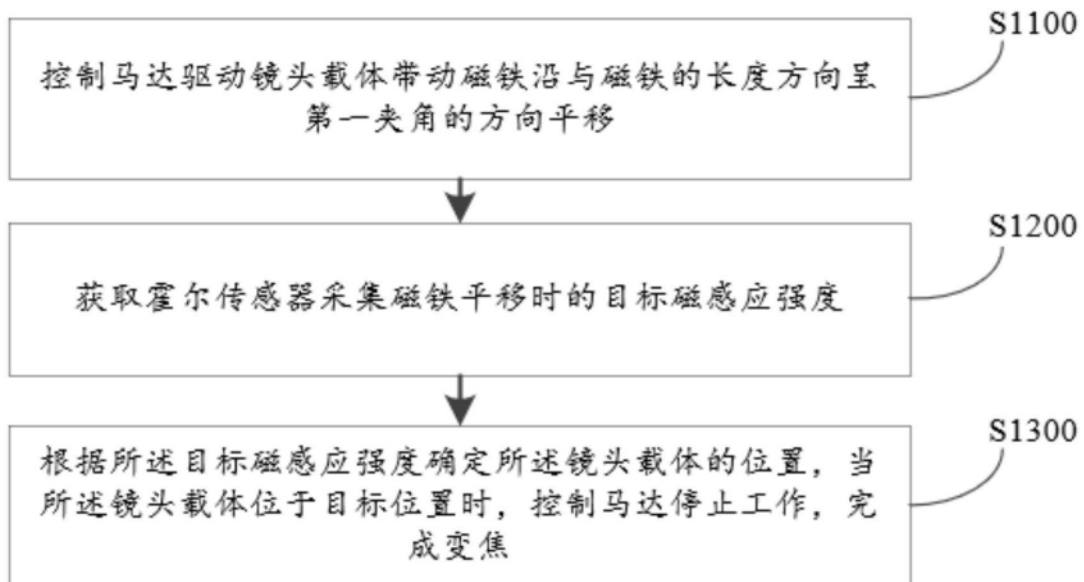 S1100
控制马达驱动镜头载体带动磁铁沿与磁铁的长度方向呈
第一夹角的方向平移
S1200
获取霍尔传感器采集磁铁平移时的目标磁感应强度
S1300
根据所述目标磁感应强度确定所述镜头载体的位置，当
所述镜头载体位于目标位置时，控制马达停止工作，完
成变焦